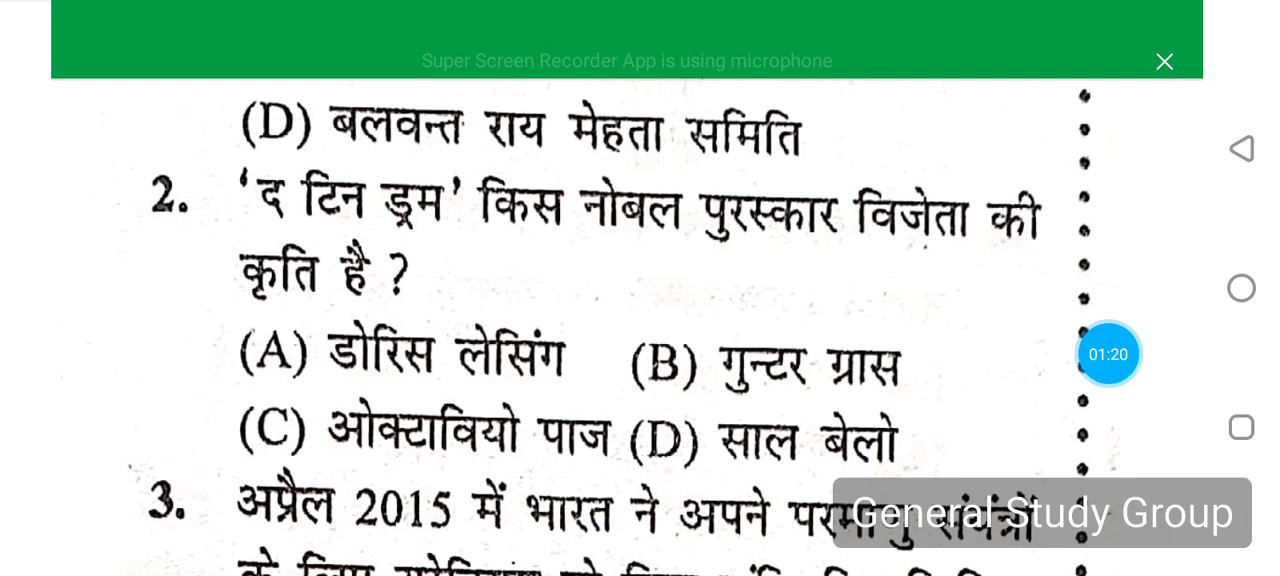 Super Screen Recorder App is using microphone
(D) बलवन्त राय मेहता समिति
2. 'द टिन ड्रम' किस नोबल पुरस्कार विजेता की
कृति है ?
(A) डोरिस लेसिंग (B) गुन्टर ग्रास
(C) ओक्टावियो पाज (D) साल बेलो
01:20
3. अप्रैल 2015 में भारत ने अपने परमाणु संयंत्रों
General Study Group
के लिए